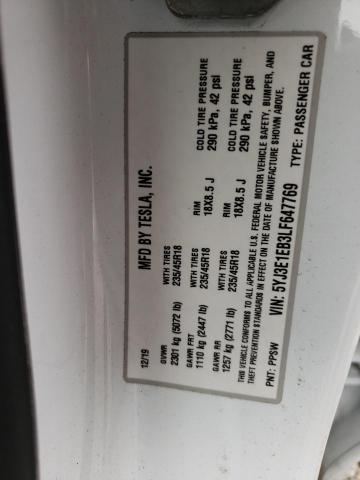 MFD BY TESLA, INC.
12/19
GVWR
2301 kg (5072 lb)
GAWR FRT WITH TIRES RIM COLD TIRE PRESSURE
1110 kg (2447 lb) 235/45R18 18X8.5 J 290 kPa, 42 psi
GAWR RR WITH TIRES RIM COLD TIRE PRESSURE
1257 kg (2771 lb) 235/45R18 18X8.5 J 290 kPa, 42 psi
THIS VEHICLE CONFORMS TO ALL APPLICABLE U.S. FEDERAL MOTOR VEHICLE SAFETY, BUMPER, AND
THEFT PREVENTION STANDARDS IN EFFECT ON THE DATE OF MANUFACTURE SHOWN ABOVE.
VIN: 5YJ3E1EB3LF647769 TYPE: PASSENGER CAR
PNT: PPSW